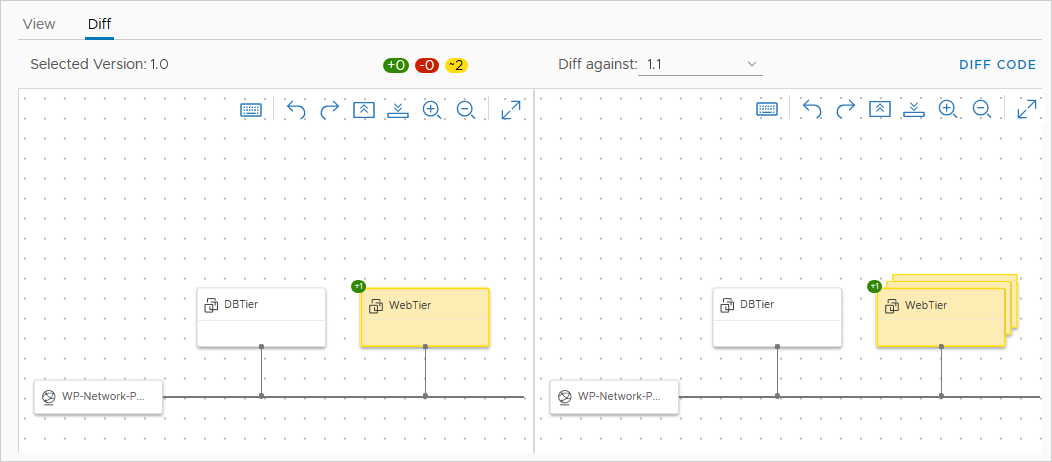 View Diff
Selected Version: 1.0 +0 -0 ~2 Diff against: 1.1 DIFF CODE
+1 +1
DBTier WebTier DBTier WebTier
WP-Network-P... WP-Network-P...